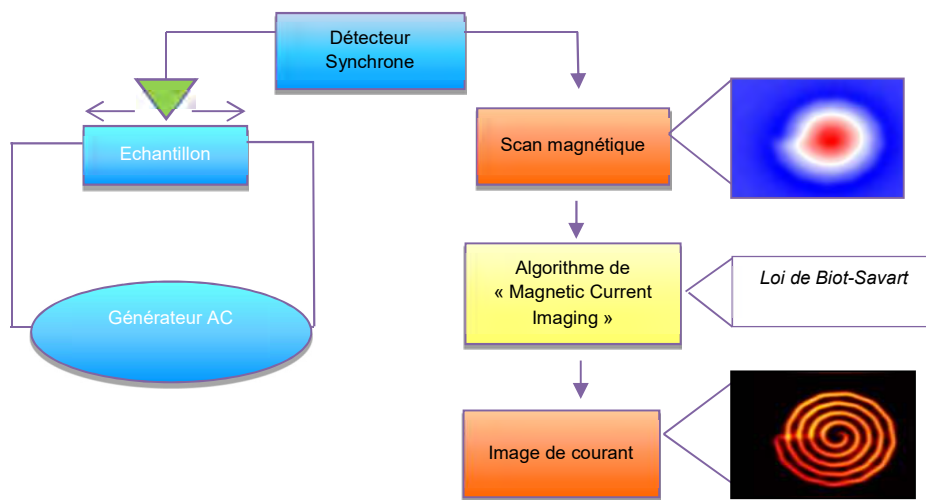 Détecteur
Synchrone
Echantillon
Scan magnétique
Algorithme de
« Magnetic Current
Imaging »
Loi de Biot-Savart
Générateur AC
Image de courant